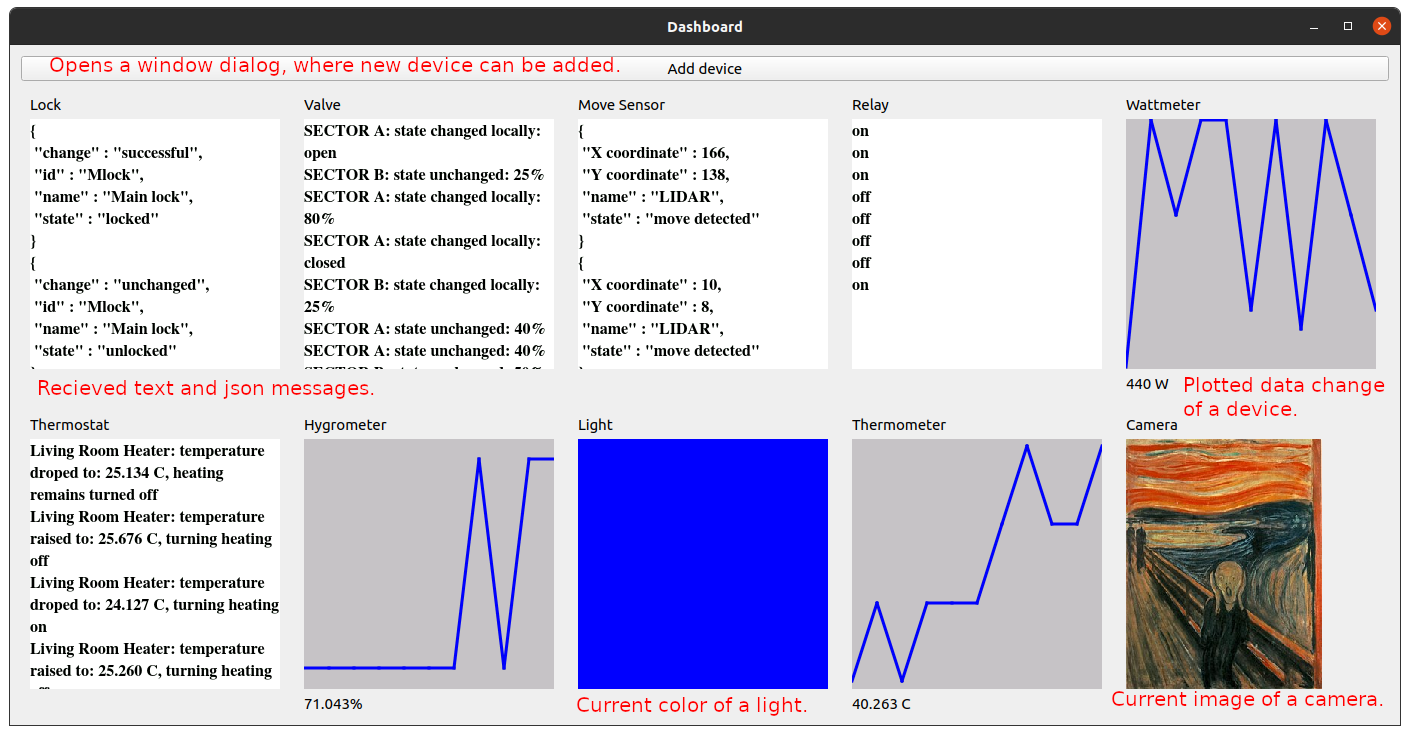 Dashboard
Opens a window dialog, where new device can be added.
Add device
Lock
{
"change" : "successful",
"id" : "Mlock",
"name" : "Main lock",
"state" : "locked"
}
{
"change" : "unchanged",
"id" : "Mlock",
"name" : "Main lock",
"state" : "unlocked"
Valve
SECTOR A: state changed locally:
open
SECTOR B: state unchanged: 25%
SECTOR A: state changed locally:
80%
SECTOR A: state changed locally:
closed
SECTOR B: state changed locally:
25%
SECTOR A: state unchanged: 40%
SECTOR A: state unchanged: 40%
Move Sensor
{
"X coordinate" : 166,
"Y coordinate" : 138,
"name" : "LIDAR",
"state" : "move detected"
}
{
"X coordinate" : 10,
"Y coordinate" : 8,
"name" : "LIDAR",
"state" : "move detected"
Relay
on
on
on
off
off
off
off
on
Wattmeter
440 W
Plotted data change
of a device.
Recieved text and json messages.
Thermostat
Living Room Heater: temperature
droped to: 25.134 C, heating
remains turned off
Living Room Heater: temperature
raised to: 25.676 C, turning heating
off
Living Room Heater: temperature
droped to: 24.127 C, turning heating
on
Living Room Heater: temperature
raised to: 25.260 C, turning heating
Hygrometer
71.043%
Light
Current color of a light.
Thermometer
40.263 C
Camera
Current image of a camera.